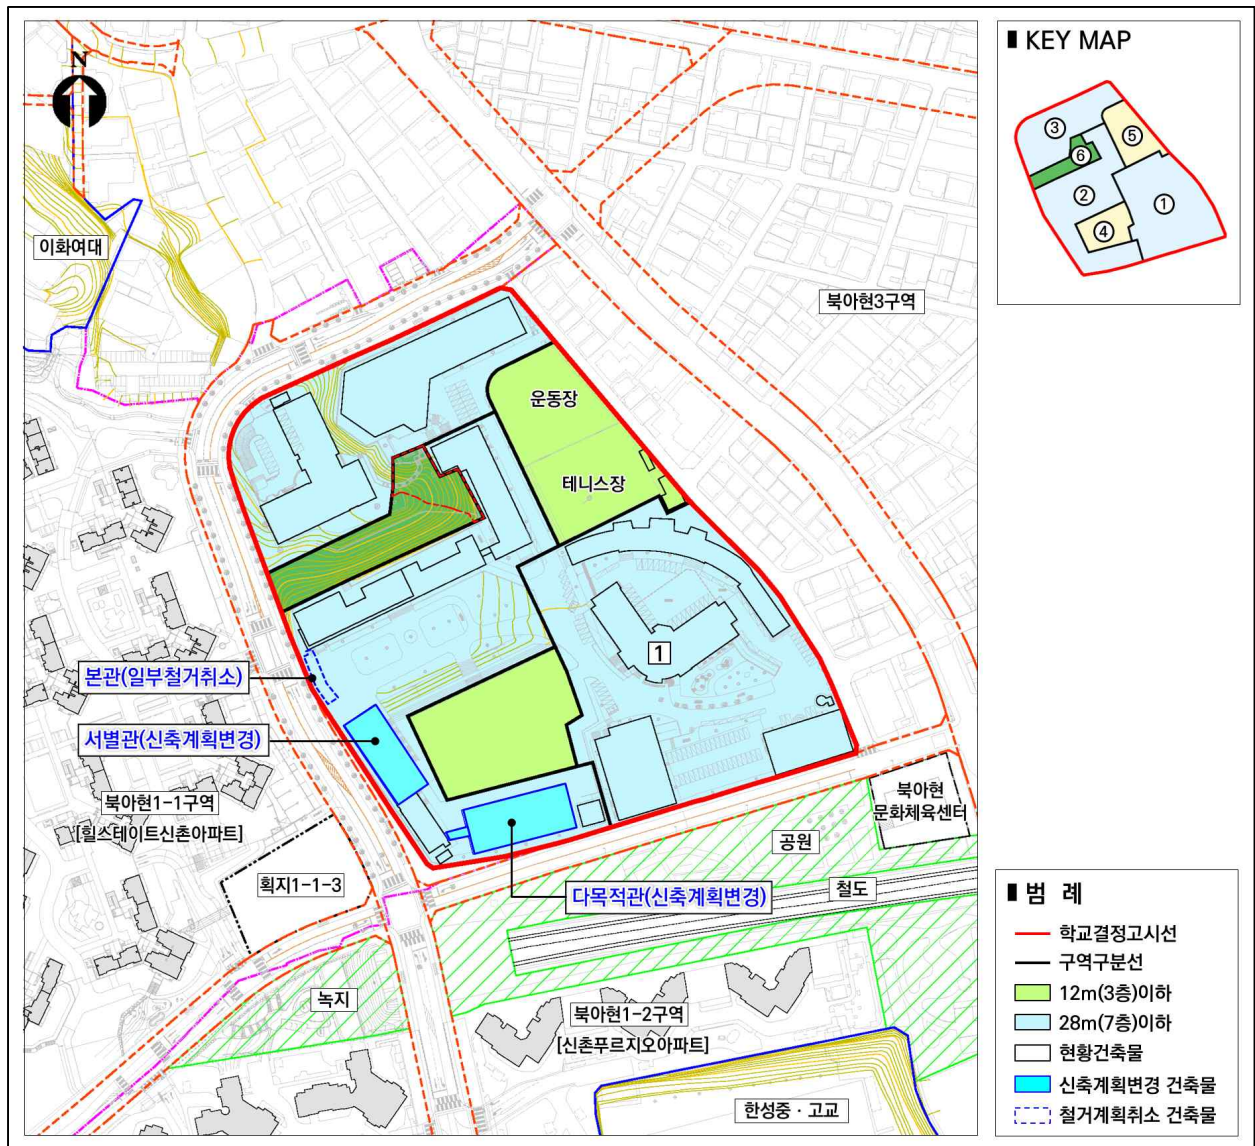 N
이화여대
북아현3구역
운동장
테니스장
1
본관(일부철거취소)
서별관(신축계획변경)
북아현1-1구역
[힐스테이트신촌아파트]
획지1-1-3
다목적관(신축계획변경)
북아현
문화체육센터
공원
철도
녹지
북아현1-2구역
[신촌푸르지오아파트]
한성중·고교
KEY MAP
③
⑤
⑥
②
①
④
범 례
학교결정고시선
구역구분선
12m(3층)이하
28m(7층)이하
현황건축물
신축계획변경 건축물
철거계획취소 건축물